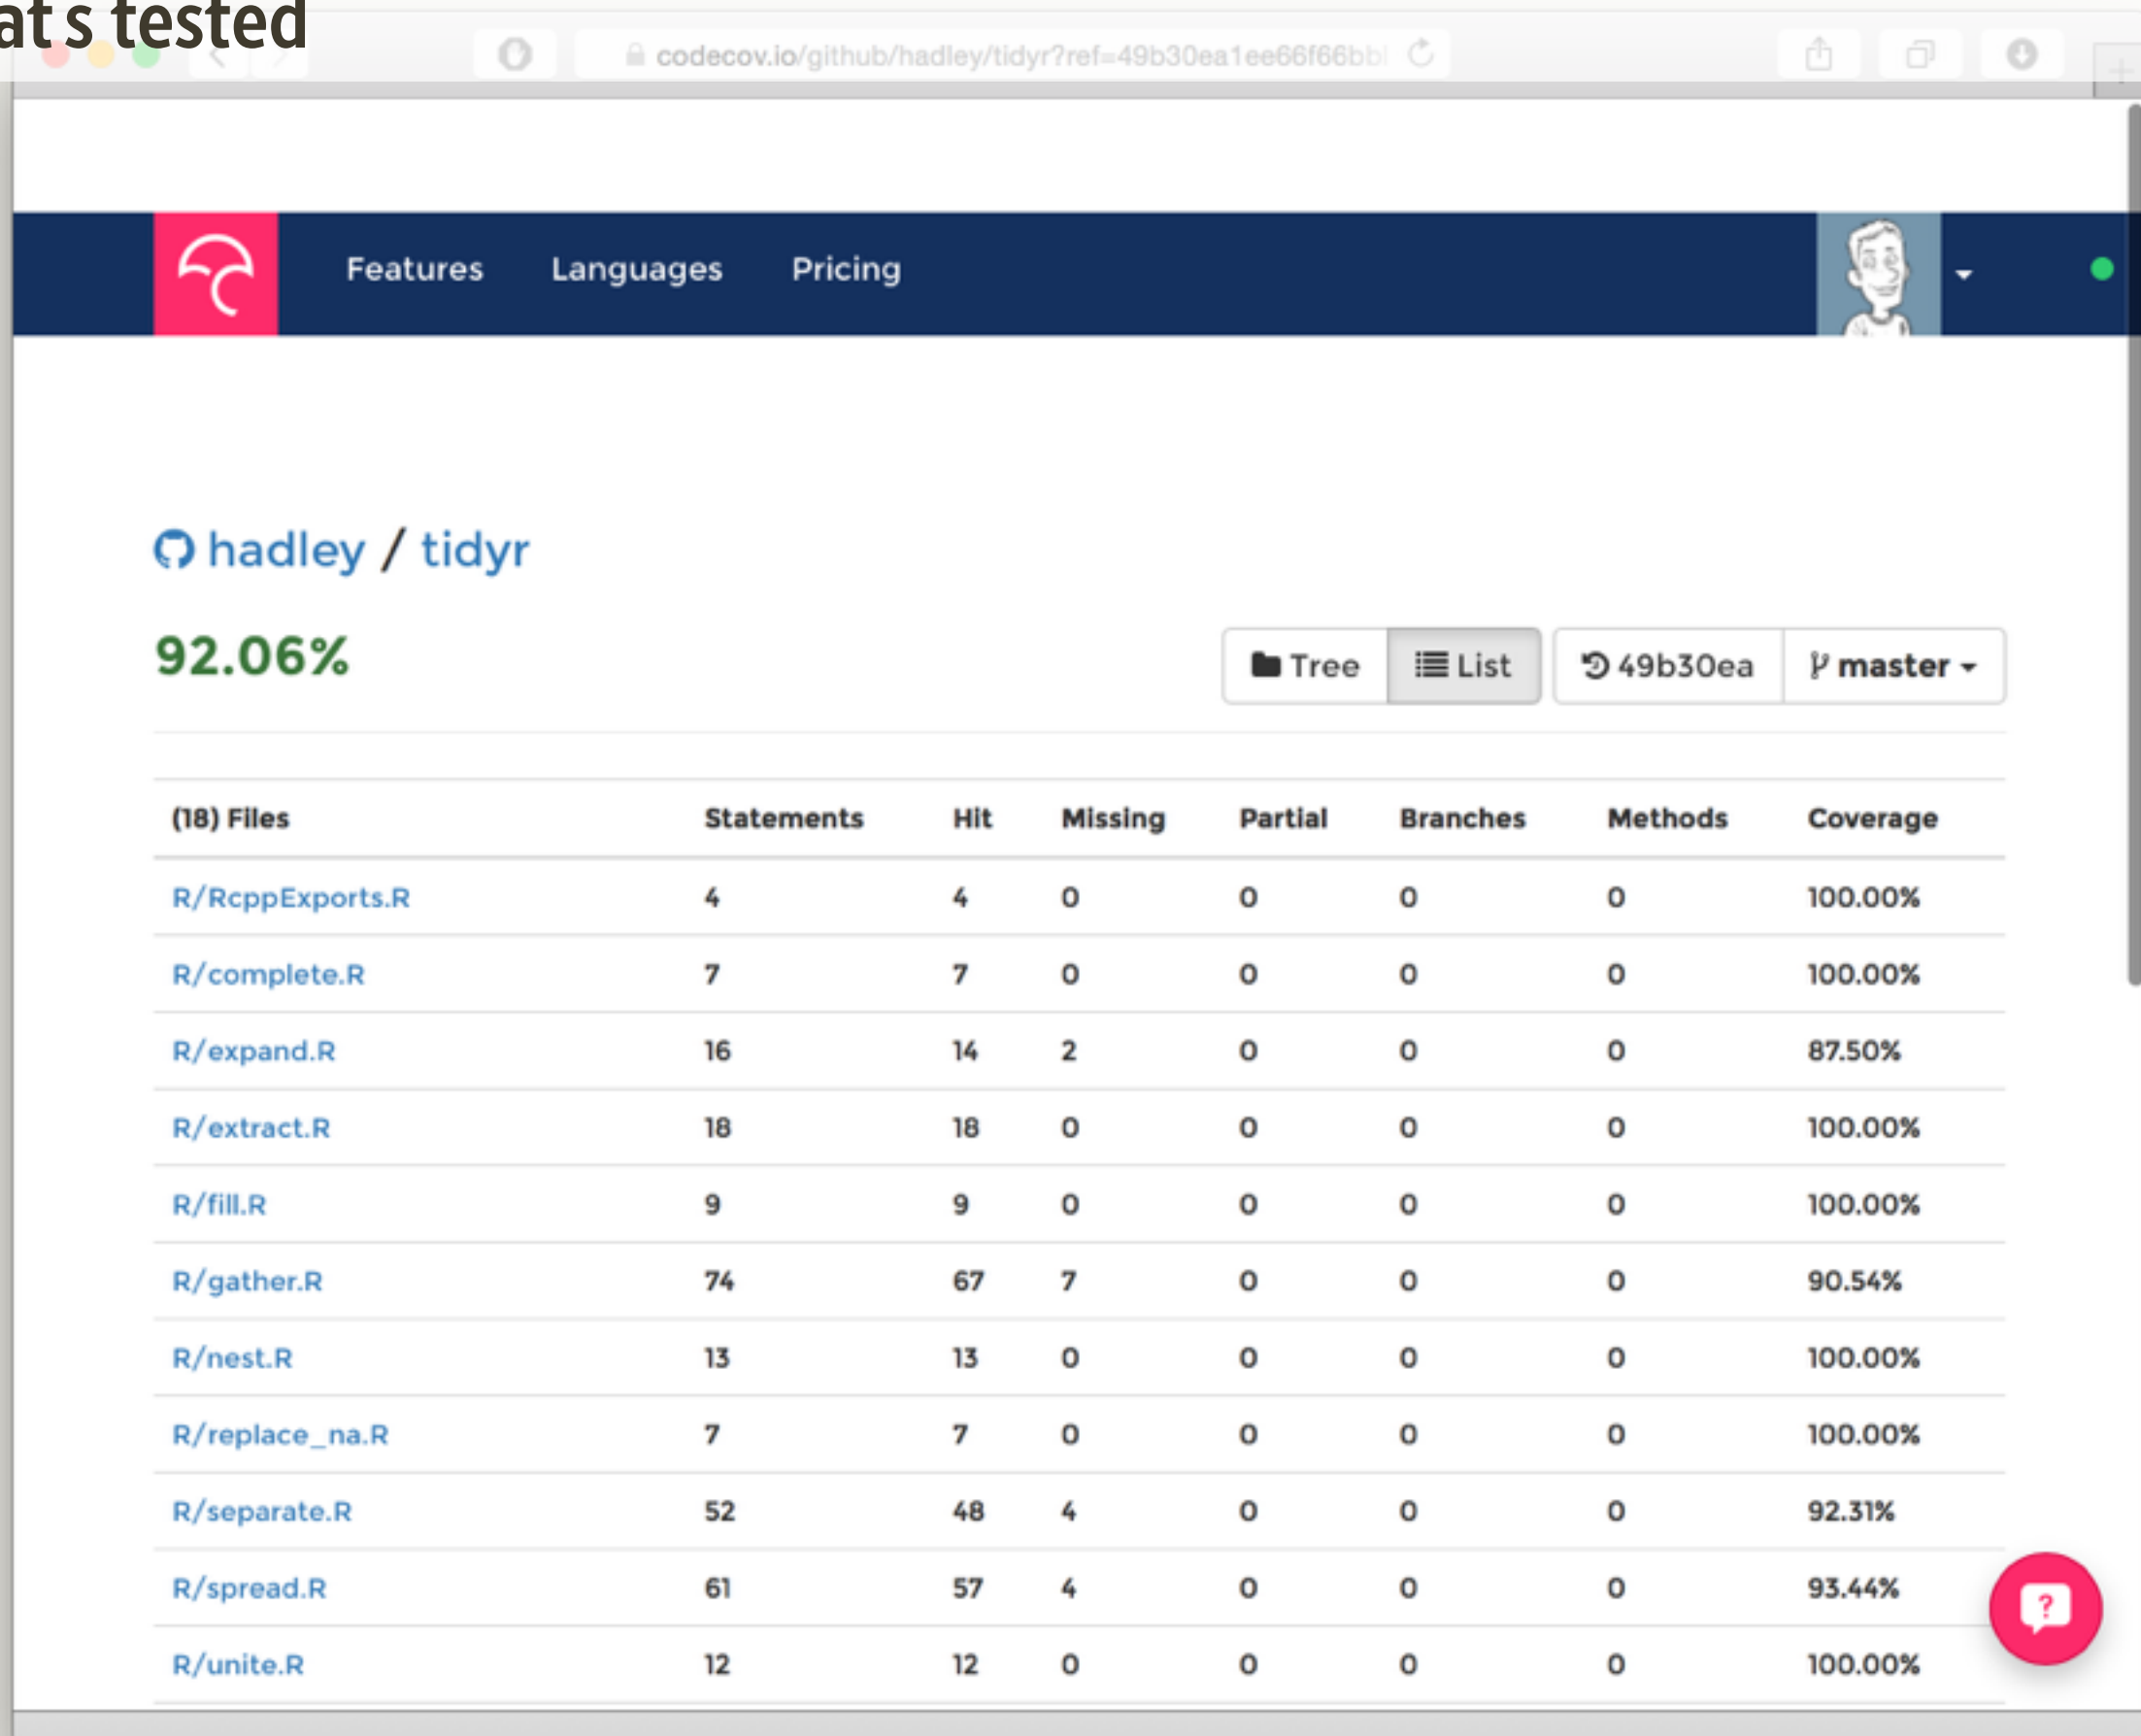 at's tested
codecov.io/github/hadley/tidyr?ref=49b30ea1ee66f66bb
Features Languages Pricing
hadley / tidyr
92.06% Tree List 49b30ea master
(18) Files Statements Hit Missing Partial Branches Methods Coverage
R/RcppExports.R 4 4 0 0 0 0 100.00%
R/complete.R 7 7 0 0 0 0 100.00%
R/expand.R 16 14 2 0 0 0 87.50%
R/extract.R 18 18 0 0 0 0 100.00%
R/fill.R 9 9 0 0 0 0 100.00%
R/gather.R 74 67 7 0 0 0 90.54%
R/nest.R 13 13 0 0 0 0 100.00%
R/replace_na.R 7 7 0 0 0 0 100.00%
R/separate.R 52 48 4 0 0 0 92.31%
R/spread.R 61 57 4 0 0 0 93.44%
?
R/unite.R 12 12 0 0 0 0 100.00%